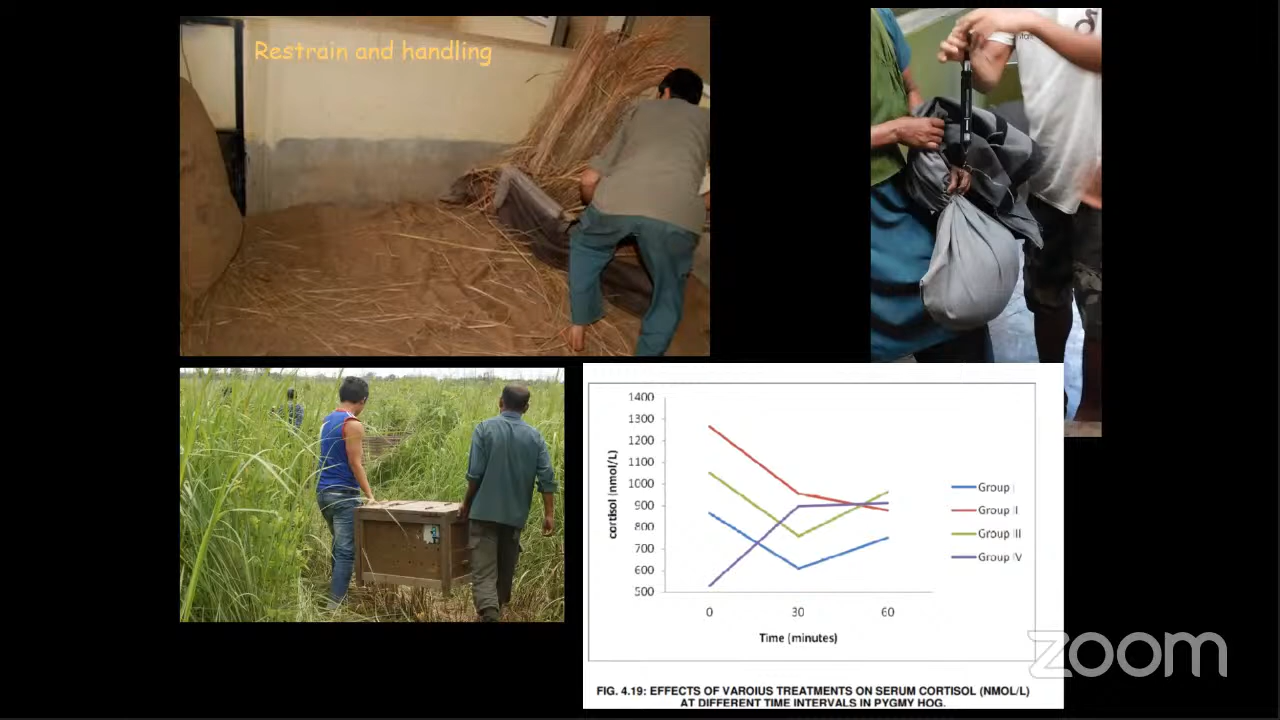 Restrain and handling
1400
1300
1200
1100
1000
900
800
700
600
500
cortisol (nmol/L)
0 30 60
Time (minutes)
Group I
Group II
Group III
Group IV
FIG. 4.19: EFFECTS OF VAROIUS TREATMENTS ON SERUM CORTISOL (NMOL/L)
AT DIFFERENT TIME INTERVALS IN PYGMY HOG.
zoom